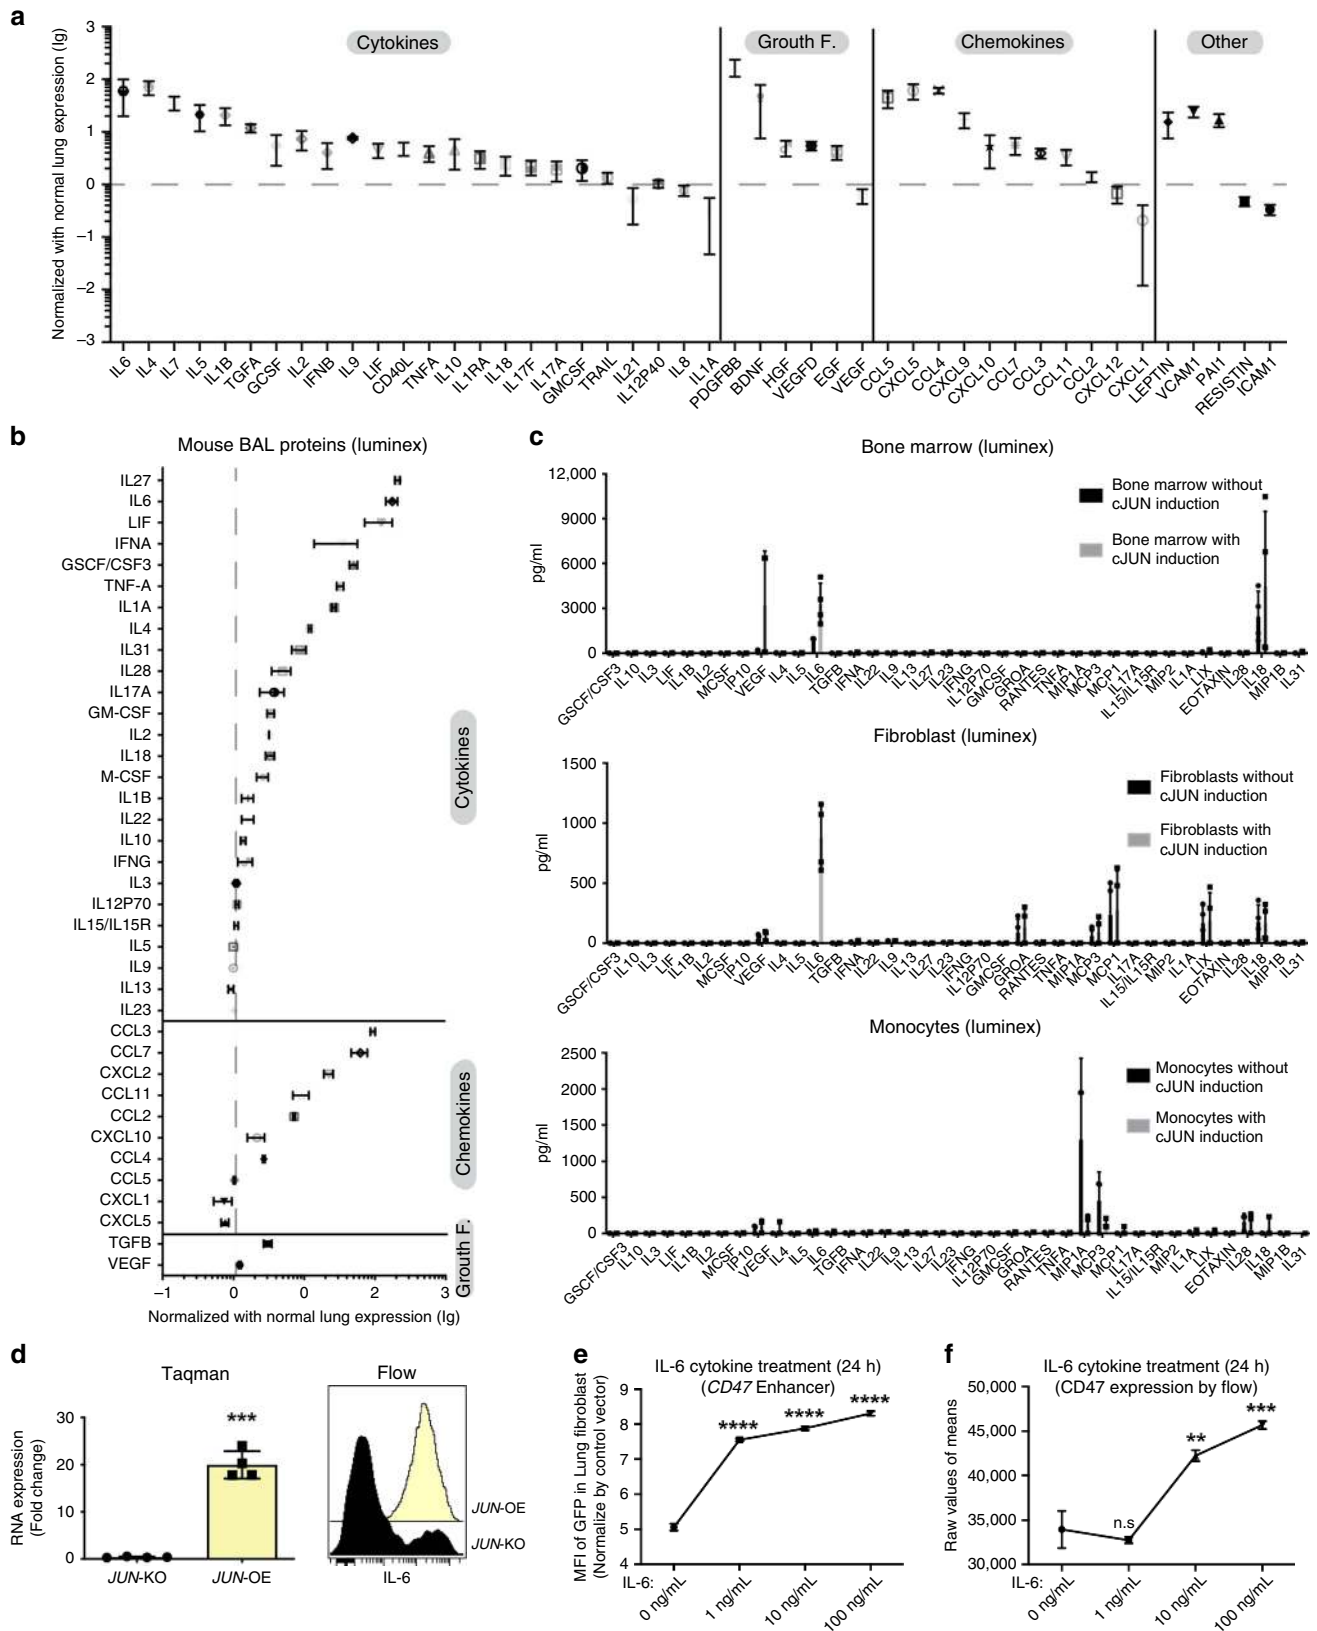 a
Normalized with normal lung expression (lg)
3
2
1
0
−1
−2
−3
Cytokines
Grouth F.
Chemokines
Other
IL6
IL4
IL7
IL5
IL1B
TGFA
GCSF
IL2
IFNB
IL9
LIF
CD40L
TNFA
IL10
IL1RA
IL18
IL17F
IL17A
GMCSF
TRAIL
IL21
IL12P40
IL8
IL1A
PDGFBB
BDNF
HGF
VEGFD
EGF
VEGF
CCL5
CXCL5
CCL4
CXCL9
CXCL10
CCL7
CCL3
CCL11
CCL2
CXCL12
CXCL1
LEPTIN
VCAM1
PAI1
RESISTIN
ICAM1
b
Mouse BAL proteins (luminex)
IL27
IL6
LIF
IFNA
GSCF/CSF3
TNF-A
IL1A
IL4
IL31
IL28
IL17A
GM-CSF
IL2
IL18
M-CSF
IL1B
IL22
IL10
IFNG
IL3
IL12P70
IL15/IL15R
IL5
IL9
IL13
IL23
CCL3
CCL7
CXCL2
CCL11
CCL2
CXCL10
CCL4
CCL5
CXCL1
CXCL5
TGFB
VEGF
Cytokines
Chemokines
Grouth F.
−1 0 0 2 3
Normalized with normal lung expression (lg)
c
Bone marrow (luminex)
pg/ml
12,000
9000
6000
3000
0
Bone marrow without
cJUN induction
Bone marrow with
cJUN induction
GSCF/CSF3
IL10
IL3
LIF
IL1B
IL2
MCSF
IP10
VEGF
IL4
IL5
IL6
TGFB
IFNA
IL22
IL9
IL13
IL27
IL23
IFNG
IL12P70
GMCSF
GROA
RANTES
TNFA
MIP1A
MCP3
MCP1
IL17A
IL15/IL15R
MIP2
IL1A
LIX
EOTAXIN
IL28
IL18
MIP1B
IL31
Fibroblast (luminex)
pg/ml
1500
1000
500
0
Fibroblasts without
cJUN induction
Fibroblasts with
cJUN induction
GSCF/CSF3
IL10
IL3
LIF
IL1B
IL2
MCSF
IP10
VEGF
IL4
IL5
IL6
TGFB
IFNA
IL22
IL9
IL13
IL27
IL23
IFNG
IL12P70
GMCSF
GROA
RANTES
TNFA
MIP1A
MCP3
MCP1
IL17A
IL15/IL15R
MIP2
IL1A
LIX
EOTAXIN
IL28
IL18
MIP1B
IL31
Monocytes (luminex)
pg/ml
2500
2000
1500
1000
500
0
Monocytes without
cJUN induction
Monocytes with
cJUN induction
GSCF/CSF3
IL10
IL3
LIF
IL1B
IL2
MCSF
IP10
VEGF
IL4
IL5
IL6
TGFB
IFNA
IL22
IL9
IL13
IL27
IL23
IFNG
IL12P70
GMCSF
GROA
RANTES
TNFA
MIP1A
MCP3
MCP1
IL17A
IL15/IL15R
MIP2
IL1A
LIX
EOTAXIN
IL28
IL18
MIP1B
IL31
d
Taqman
RNA expression
(Fold change)
30
20
10
0
***
JUN-KO
JUN-OE
Flow
JUN-OE
JUN-KO
IL-6
e
IL-6 cytokine treatment (24 h)
(CD47 Enhancer)
MFI of GFP in Lung fibroblast
(Normalize by control vector)
9
8
7
6
5
4
****
****
****
IL-6:
0 ng/mL
1 ng/mL
10 ng/mL
100 ng/mL
f
IL-6 cytokine treatment (24 h)
(CD47 expression by flow)
Raw values of means
50,000
45,000
40,000
35,000
30,000
n.s
**
***
IL-6:
0 ng/mL
1 ng/mL
10 ng/mL
100 ng/mL